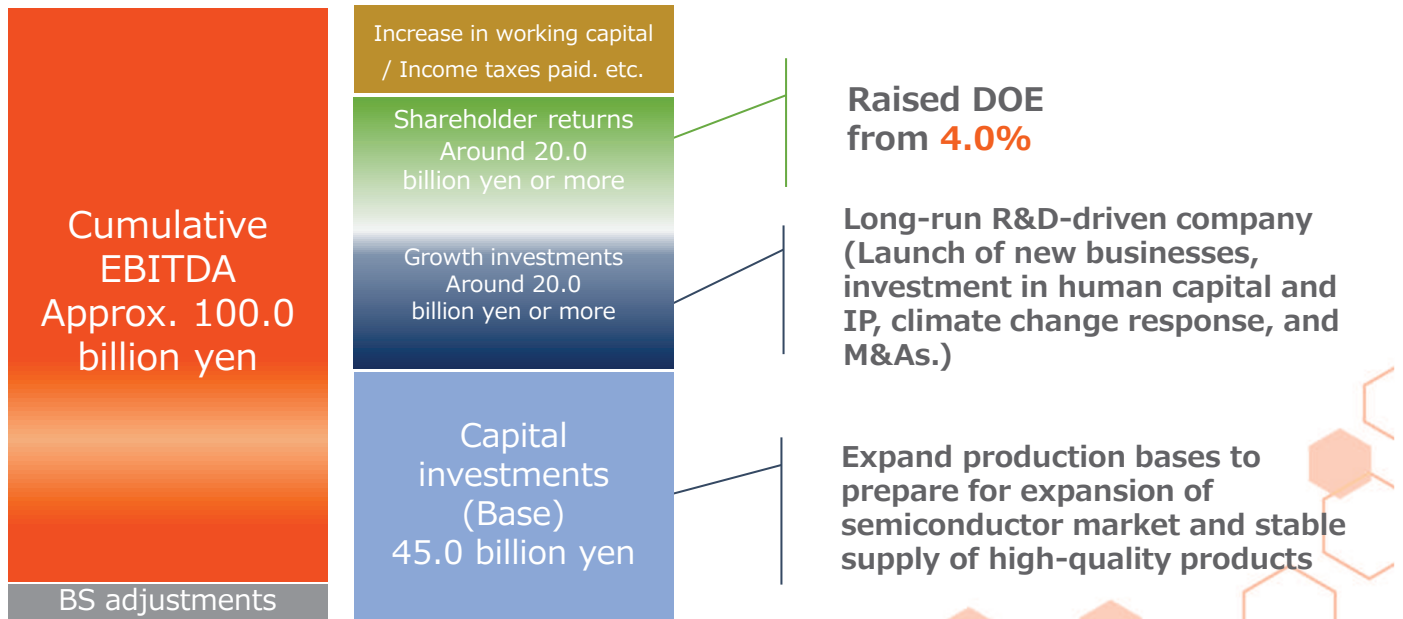 Cumulative
EBITDA
Approx. 100.0
billion yen
BS adjustments
Increase in working capital
/ Income taxes paid. etc.
Shareholder returns
Around 20.0
billion yen or more
Growth investments
Around 20.0
billion yen or more
Capital
investments
(Base)
45.0 billion yen
Raised DOE
from 4.0%
Long-run R&D-driven company
(Launch of new businesses,
investment in human capital and
IP, climate change response, and
M&As.)
Expand production bases to
prepare for expansion of
semiconductor market and stable
supply of high-quality products